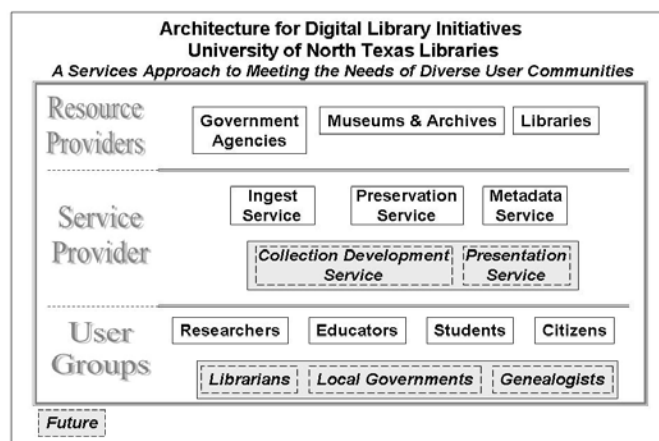 Architecture for Digital Library Initiatives
University of North Texas Libraries
A Services Approach to Meeting the Needs of Diverse User Communities
Resource
Providers
Government
Agencies
Museums & Archives
Libraries
Service
Provider
Ingest
Service
Preservation
Service
Metadata
Service
Collection Development
Service
Presentation
Service
User
Groups
Researchers
Educators
Students
Citizens
Librarians
Local Governments
Genealogists
Future